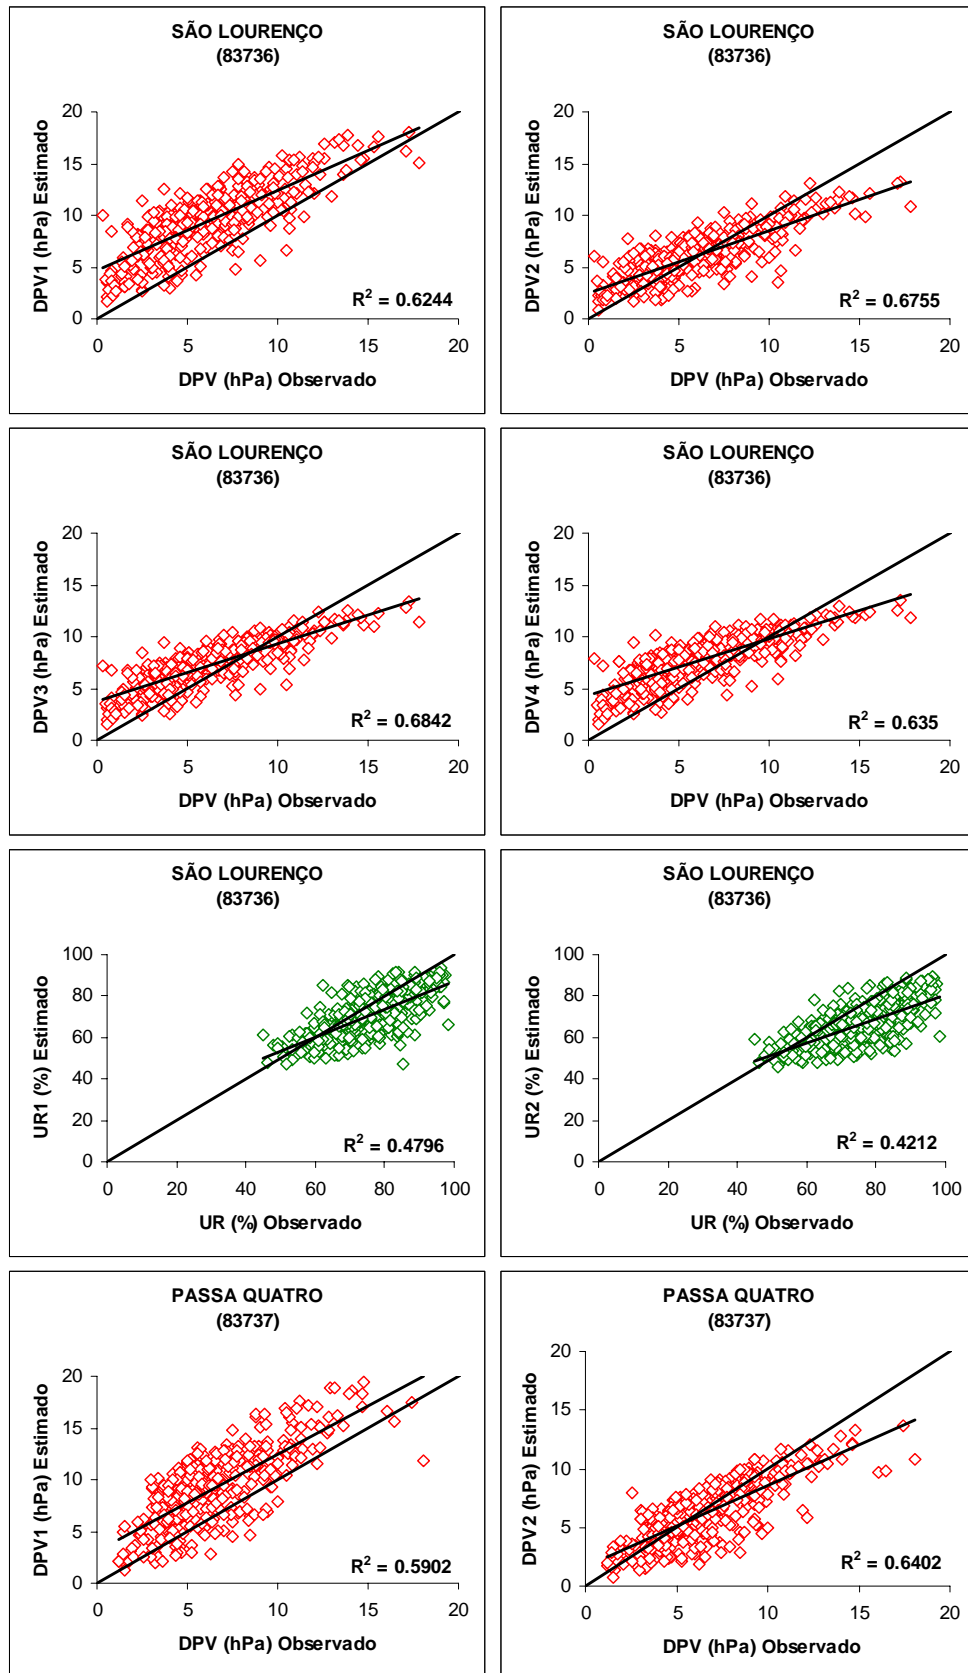 SÃO LOURENÇO
(83736)
20
15
10
5
0
DPV1 (hPa) Estimado
R² = 0.6244
0 5 10 15 20
DPV (hPa) Observado
SÃO LOURENÇO
(83736)
20
15
10
5
0
DPV2 (hPa) Estimado
R² = 0.6755
0 5 10 15 20
DPV (hPa) Observado
SÃO LOURENÇO
(83736)
20
15
10
5
0
DPV3 (hPa) Estimado
R² = 0.6842
0 5 10 15 20
DPV (hPa) Observado
SÃO LOURENÇO
(83736)
20
15
10
5
0
DPV4 (hPa) Estimado
R² = 0.635
0 5 10 15 20
DPV (hPa) Observado
SÃO LOURENÇO
(83736)
100
80
60
40
20
0
UR1 (%) Estimado
R² = 0.4796
0 20 40 60 80 100
UR (%) Observado
SÃO LOURENÇO
(83736)
100
80
60
40
20
0
UR2 (%) Estimado
R² = 0.4212
0 20 40 60 80 100
UR (%) Observado
PASSA QUATRO
(83737)
20
15
10
5
0
DPV1 (hPa) Estimado
R² = 0.5902
0 5 10 15 20
DPV (hPa) Observado
PASSA QUATRO
(83737)
20
15
10
5
0
DPV2 (hPa) Estimado
R² = 0.6402
0 5 10 15 20
DPV (hPa) Observado